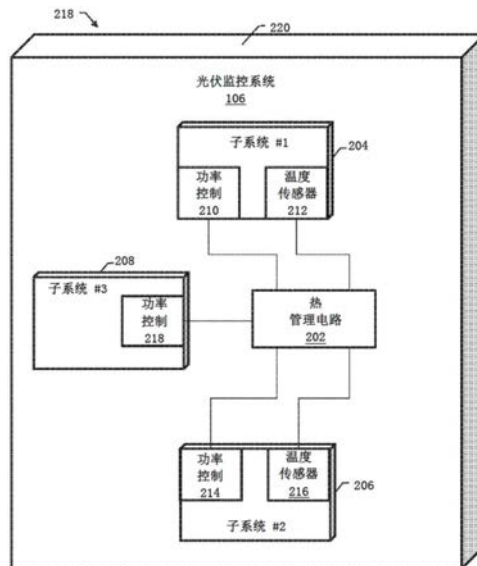 218
220
光伏监控系统
106
子系统 #1
204
功率
控制
210
温度
传感器
212
208
子系统 #3
功率
控制
218
热
管理电路
202
功率
控制
214
温度
传感器
216
206
子系统 #2